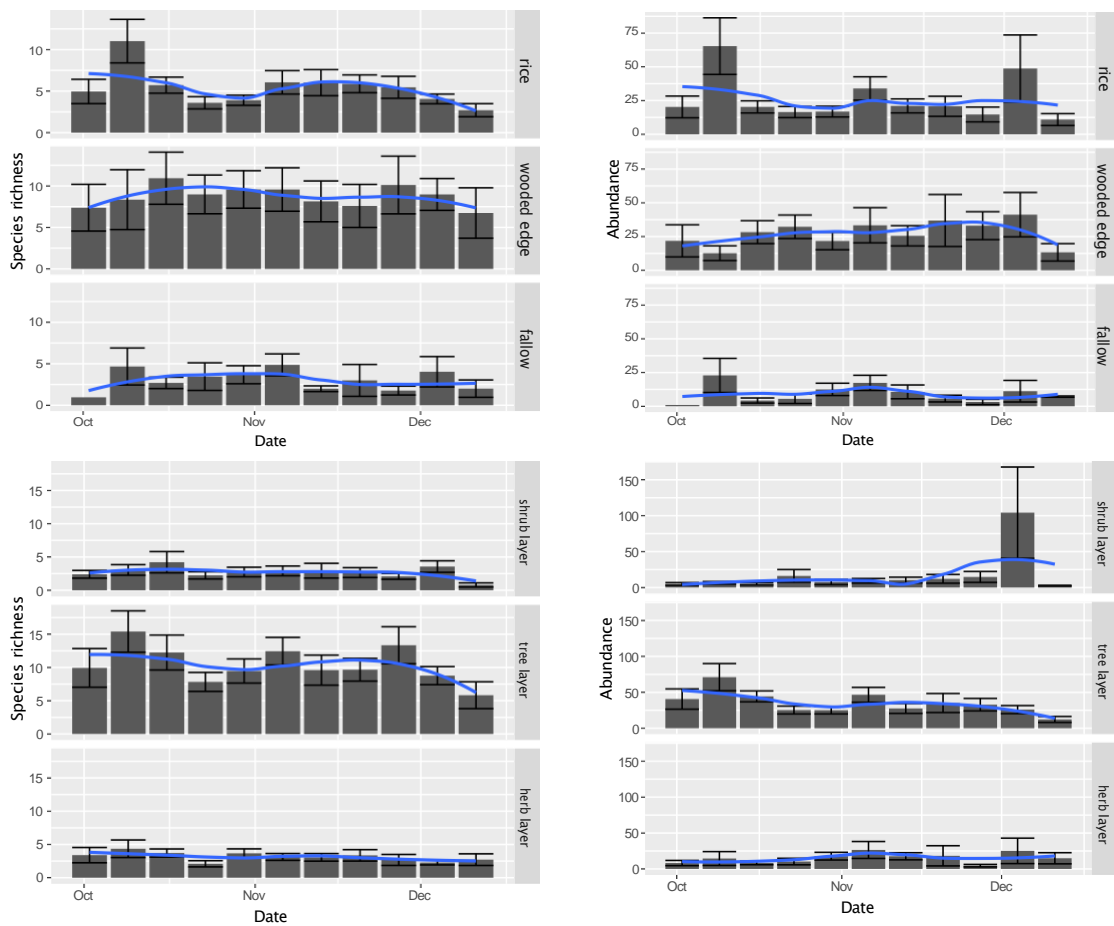 Species richness
10
5
0
rice
10
5
0
wooded edge
10
5
0
fallow
Oct
Nov
Dec
Date
Abundance
75
50
25
0
rice
75
50
25
0
wooded edge
75
50
25
0
fallow
Oct
Nov
Dec
Date
Species richness
15
10
5
0
shrub layer
15
10
5
0
tree layer
15
10
5
0
herb layer
Oct
Nov
Dec
Date
Abundance
150
100
50
0
shrub layer
150
100
50
0
tree layer
150
100
50
0
herb layer
Oct
Nov
Dec
Date